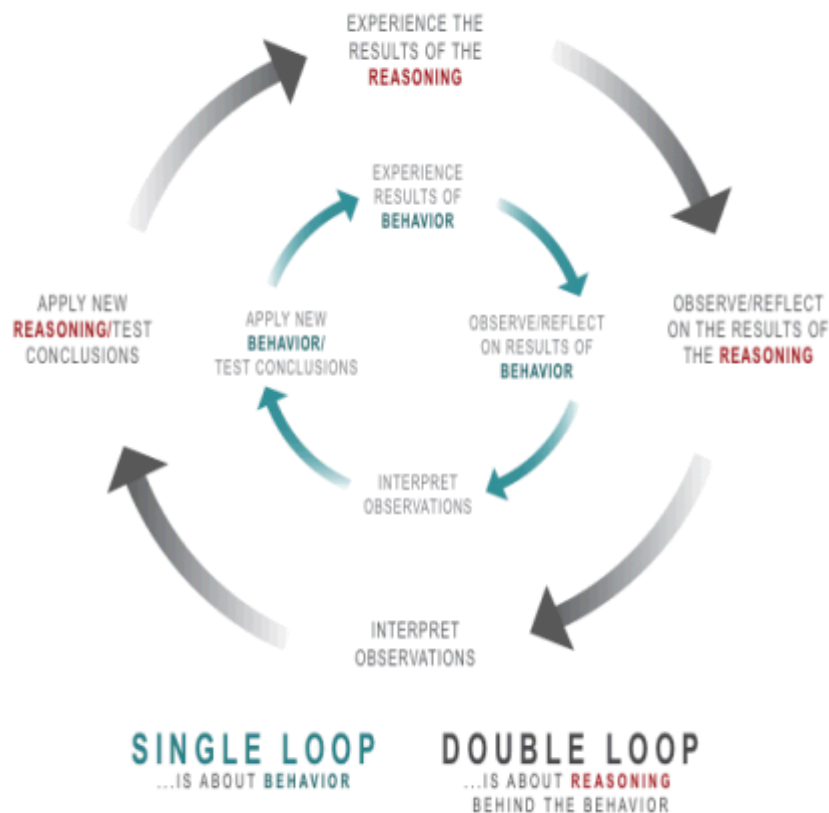 EXPERIENCE THE
RESULTS OF THE
REASONING
EXPERIENCE
RESULTS OF
BEHAVIOR
APPLY NEW
REASONING/TEST
CONCLUSIONS
APPLY NEW
BEHAVIOR/
TEST CONCLUSIONS
OBSERVE/REFLECT
ON RESULTS OF
BEHAVIOR
OBSERVE/REFLECT
ON THE RESULTS OF
THE REASONING
INTERPRET
OBSERVATIONS
INTERPRET
OBSERVATIONS
SINGLE LOOP
...IS ABOUT BEHAVIOR
DOUBLE LOOP
...IS ABOUT REASONING
BEHIND THE BEHAVIOR